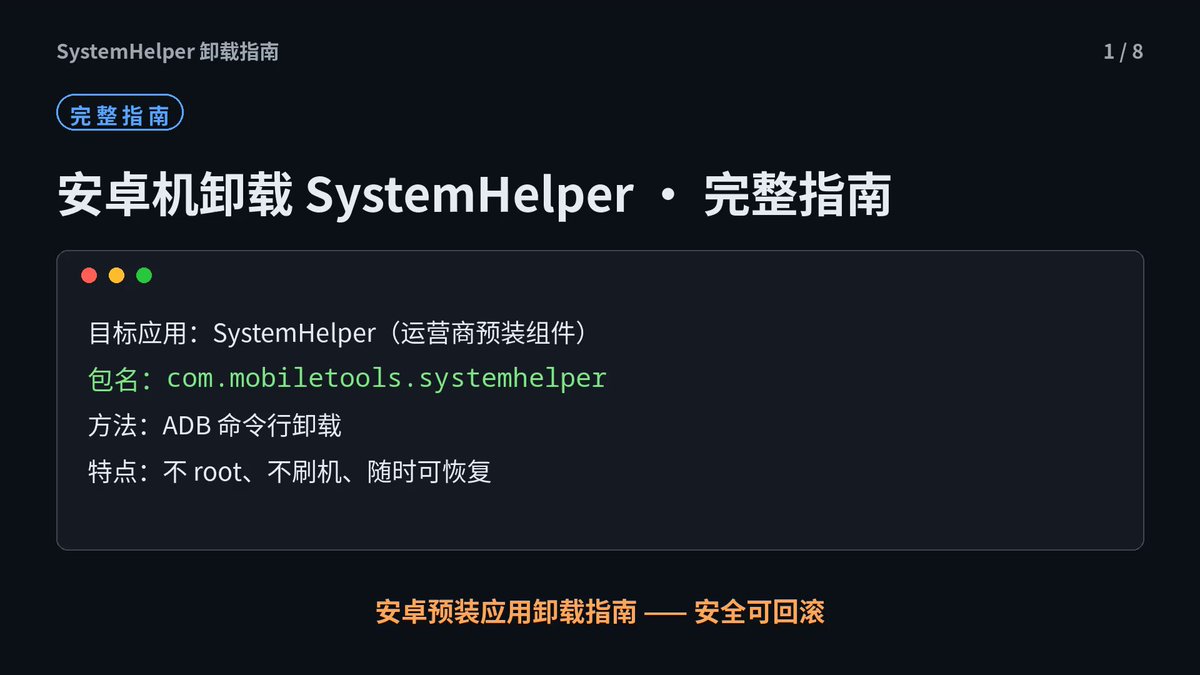 SystemHelper 卸载指南
1 / 8
完整指南
安卓机卸载 SystemHelper · 完整指南
目标应用：SystemHelper（运营商预装组件）
包名：com.mobiletools.systemhelper
方法：ADB 命令行卸载
特点：不 root、不刷机、随时可恢复
安卓预装应用卸载指南 —— 安全可回滚